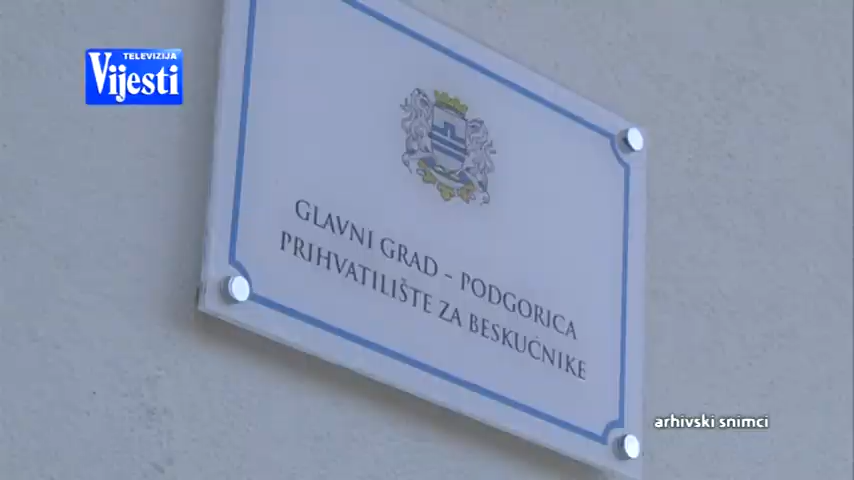 TELEVIZIJA
Vijesti
GLAVNI GRAD - PODGORICA
PRIHVATILIŠTE ZA BESKUĆNIKE
arhivski snimci